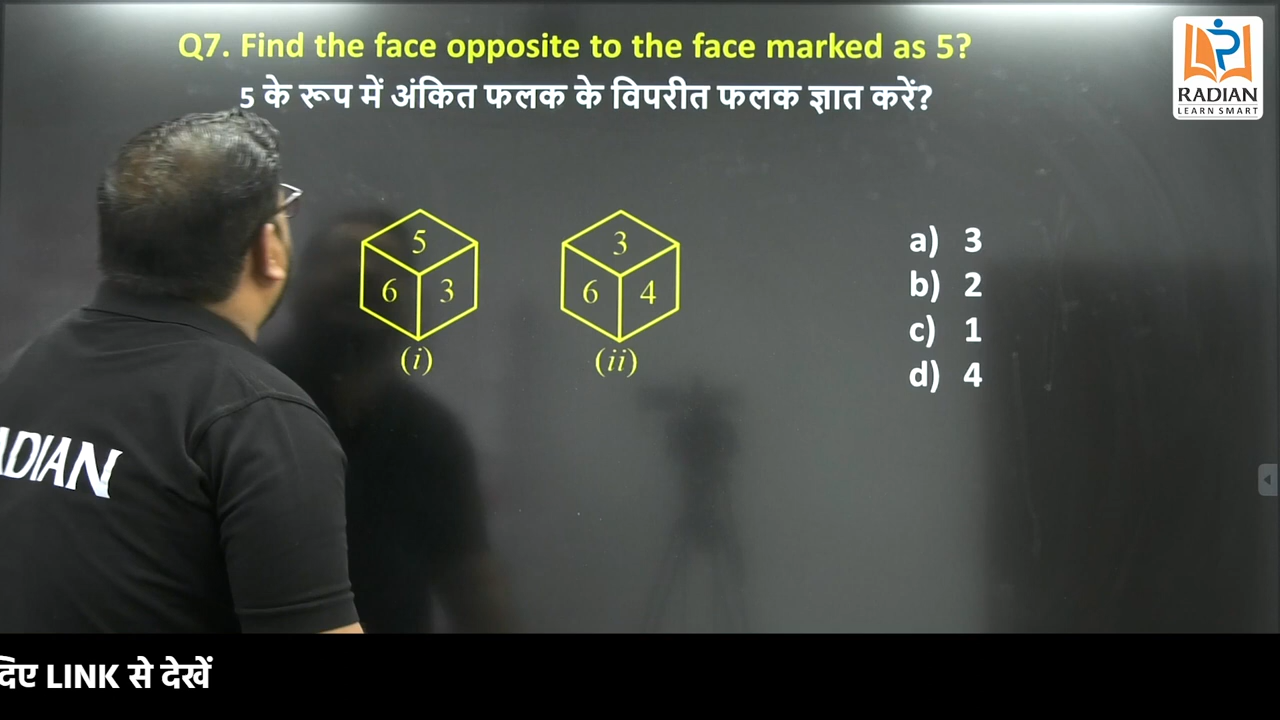 Q7. Find the face opposite to the face marked as 5?
5 के रूप में अंकित फलक के विपरीत फलक ज्ञात करें?
RADIAN
LEARN SMART
5
6 3
(i)
3
6 4
(ii)
a) 3
b) 2
c) 1
d) 4
ADIAN
दिए LINK से देखें